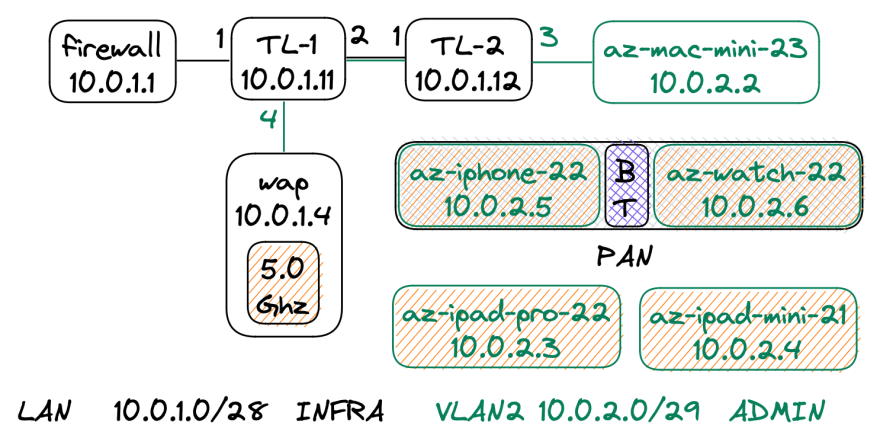 firewall
10.0.1.1
1
TL-1
10.0.1.11
2
1
TL-2
10.0.1.12
3
az-mac-mini-23
10.0.2.2
4
wap
10.0.1.4
5.0
Ghz
az-iphone-22
10.0.2.5
B
T
az-watch-22
10.0.2.6
PAN
az-ipad-pro-22
10.0.2.3
az-ipad-mini-21
10.0.2.4
LAN 10.0.1.0/28 INFRA VLAN2 10.0.2.0/29 ADMIN